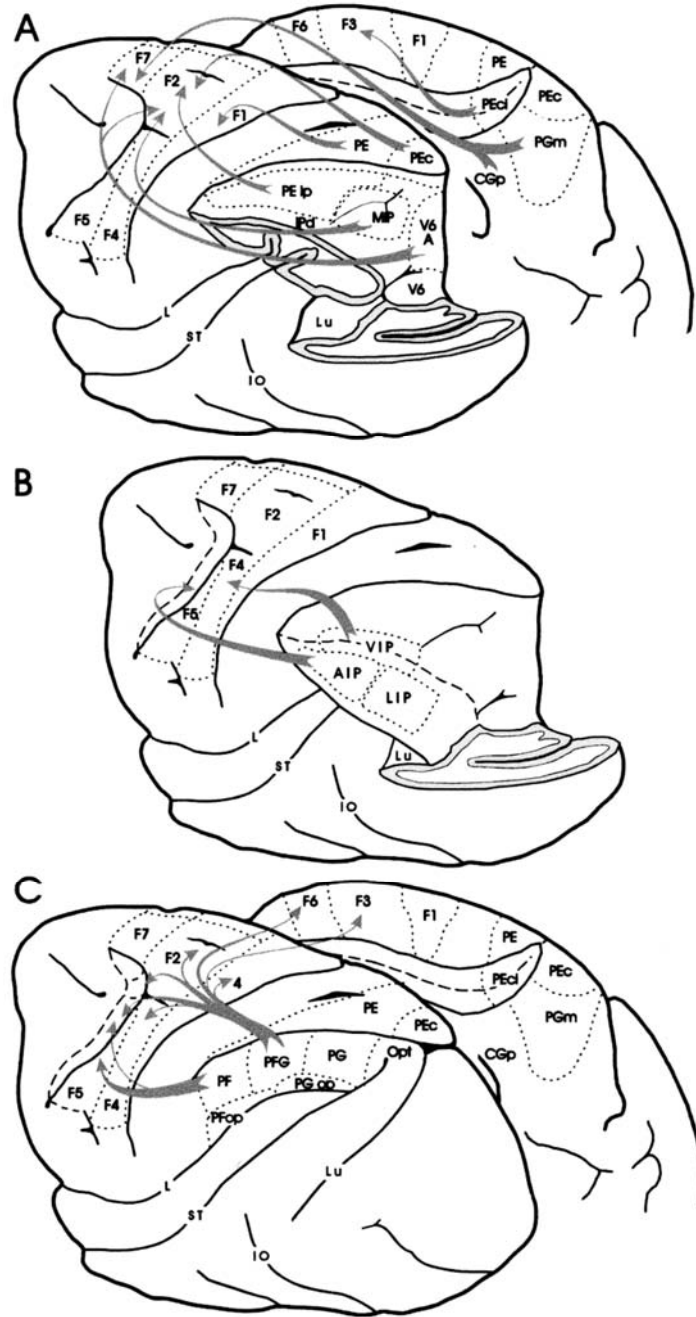 A
F7
F2
F1
F5
F4
F6
F3
F1
PE
PEci
PEc
PGm
CGp
PE
PEc
PE Ip
IPd
MIP
V6
A
V6
Lu
L
ST
IO
B
F7
F2
F1
F4
F5
VIP
AIP
LIP
L
ST
Lu
IO
C
F7
F2
4
F5
F4
F6
F3
F1
PE
PEci
PEc
PGm
CGp
PE
PEc
PF
PFG
PG
Opt
PG op
PFop
L
ST
Lu
IO